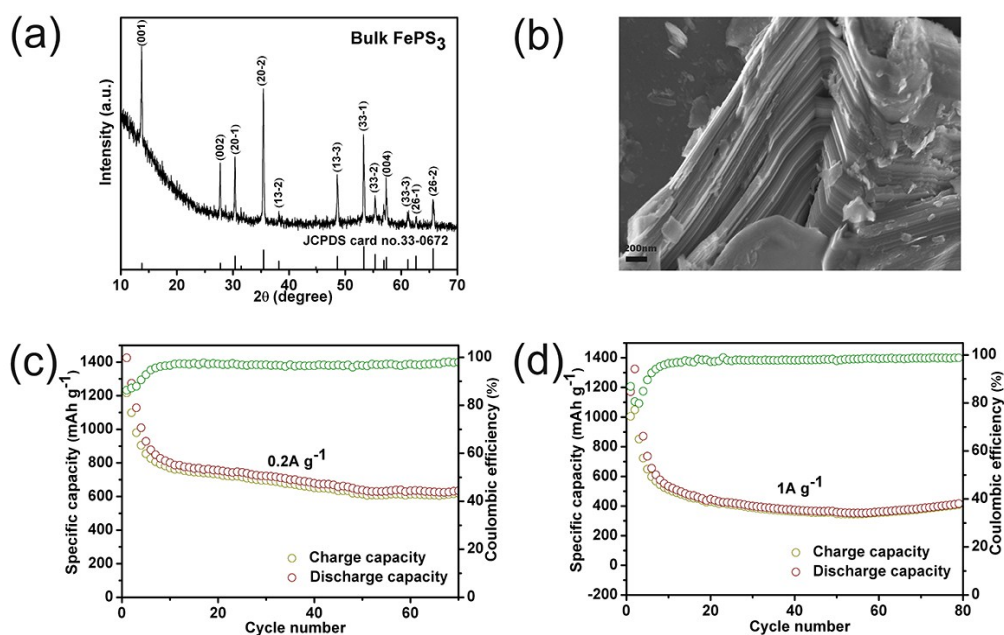 (a)
Bulk FePS3
(001)
(002)
(20-1)
(20-2)
(13-2)
(13-3)
(33-1)
(33-2)
(004)
(33-3)
(26-1)
(26-2)
JCPDS card no.33-0672
Intensity (a.u.)
10 20 30 40 50 60 70
2θ (degree)
(b)
200nm
(c)
Specific capacity (mAh g-1)
1400
1200
1000
800
600
400
200
0
0.2A g-1
Charge capacity
Discharge capacity
0 20 40 60
Cycle number
100
80
60
40
20
0
Coulombic efficiency (%)
(d)
Specific capacity (mAh g-1)
1400
1200
1000
800
600
400
200
0
-200
1A g-1
Charge capacity
Discharge capacity
0 20 40 60 80
Cycle number
100
80
60
40
20
0
Coulombic efficiency (%)